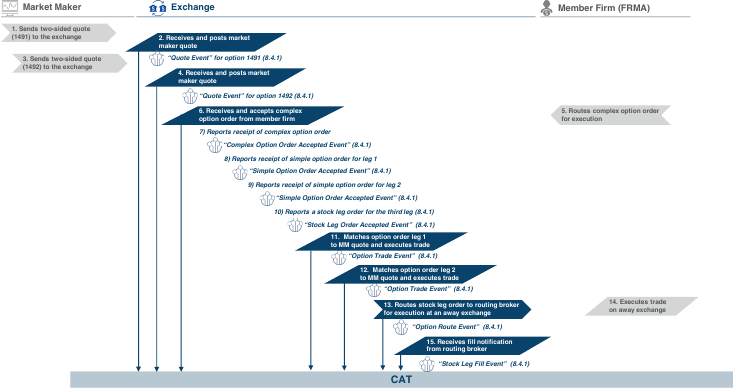 Market Maker
Exchange
Member Firm (FRMA)
1. Sends two-sided quote
(1491) to the exchange
2. Receives and posts market
maker quote
"Quote Event" for option 1491 (8.4.1)
3. Sends two-sided quote
(1492) to the exchange
4. Receives and posts market
maker quote
"Quote Event" for option 1492 (8.4.1)
5. Routes complex option order
for execution
6. Receives and accepts complex
option order from member firm
7) Reports receipt of complex option order
"Complex Option Order Accepted Event" (8.4.1)
8) Reports receipt of simple option order for leg 1
"Simple Option Order Accepted Event" (8.4.1)
9) Reports receipt of simple option order for leg 2
"Simple Option Order Accepted Event" (8.4.1)
10) Reports a stock leg order for the third leg (8.4.1)
"Stock Leg Order Accepted Event" (8.4.1)
11. Matches option order leg 1
to MM quote and executes trade
"Option Trade Event" (8.4.1)
12. Matches option order leg 2
to MM quote and executes trade
"Option Trade Event" (8.4.1)
13. Routes stock leg order to routing broker
for execution at an away exchange
14. Executes trade
on away exchange
"Option Route Event" (8.4.1)
15. Receives fill notification
from routing broker
"Stock Leg Fill Event" (8.4.1)
CAT